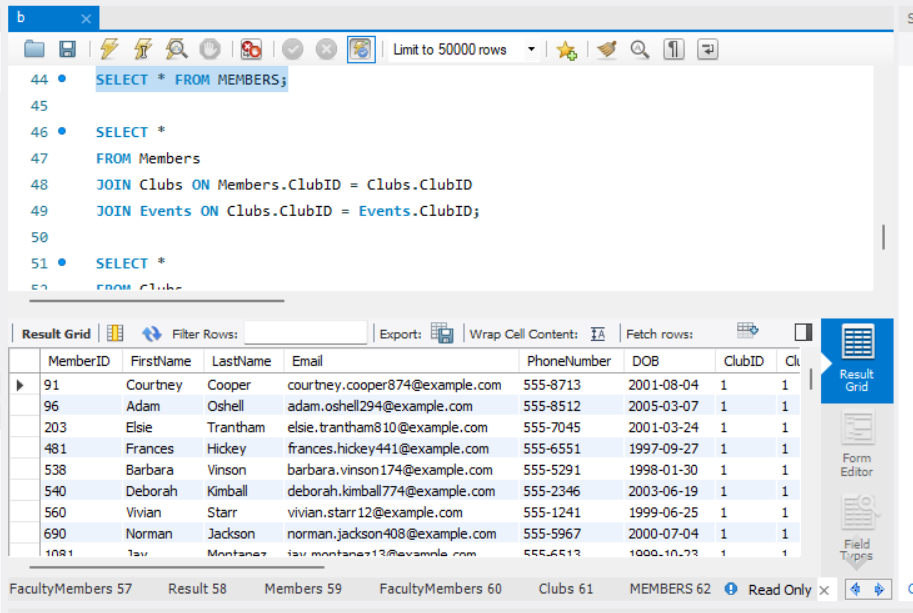 b
Limit to 50000 rows
44 SELECT * FROM MEMBERS;
45
46 SELECT *
47 FROM Members
48 JOIN Clubs ON Members.ClubID = Clubs.ClubID
49 JOIN Events ON Clubs.ClubID = Events.ClubID;
50
51 SELECT *
52 FROM Clubs
Result Grid Filter Rows: Export: Wrap Cell Content: Fetch rows:
MemberID FirstName LastName Email PhoneNumber DOB ClubID Clu
91 Courtney Cooper courtney.cooper874@example.com 555-8713 2001-08-04 1 1
96 Adam Oshell adam.oshell294@example.com 555-8512 2005-03-07 1 1
203 Elsie Trantham elsie.trantham810@example.com 555-7045 2001-03-24 1 1
481 Frances Hickey frances.hickey441@example.com 555-6551 1997-09-27 1 1
538 Barbara Vinson barbara.vinson174@example.com 555-5291 1998-01-30 1 1
540 Deborah Kimball deborah.kimball774@example.com 555-2346 2003-06-19 1 1
560 Vivian Starr vivian.starr12@example.com 555-1241 1999-06-25 1 1
690 Norman Jackson norman.jackson408@example.com 555-5967 2000-07-04 1 1
1081 Jay Montanez jay.montanez13@example.com 555-6513 1999-10-23 1 1
Result
Grid
Form
Editor
Field
Types
FacultyMembers 57 Result 58 Members 59 FacultyMembers 60 Clubs 61 MEMBERS 62 Read Only